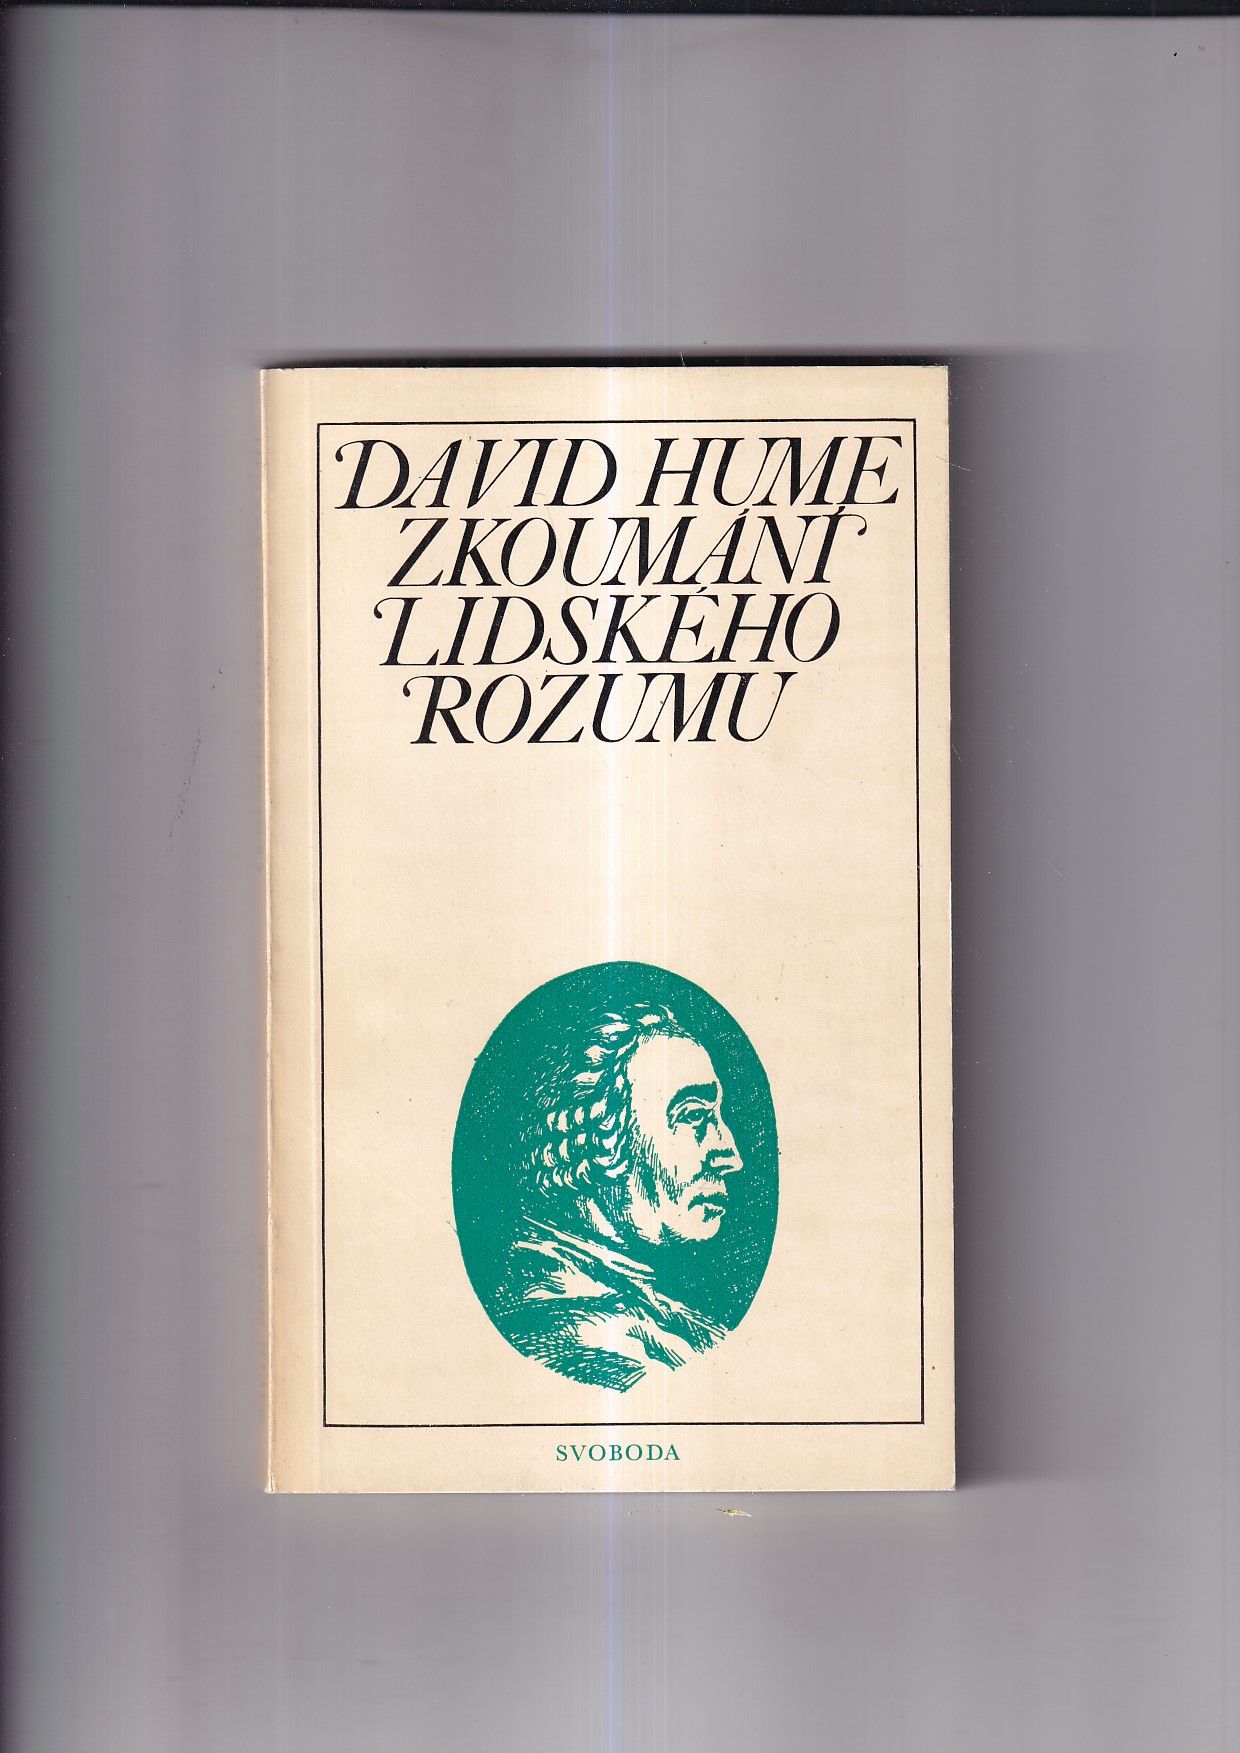 DAVID HUME
ZKOUMÁNÍ
LIDSKÉHO
ROZUMU
SVOBODA